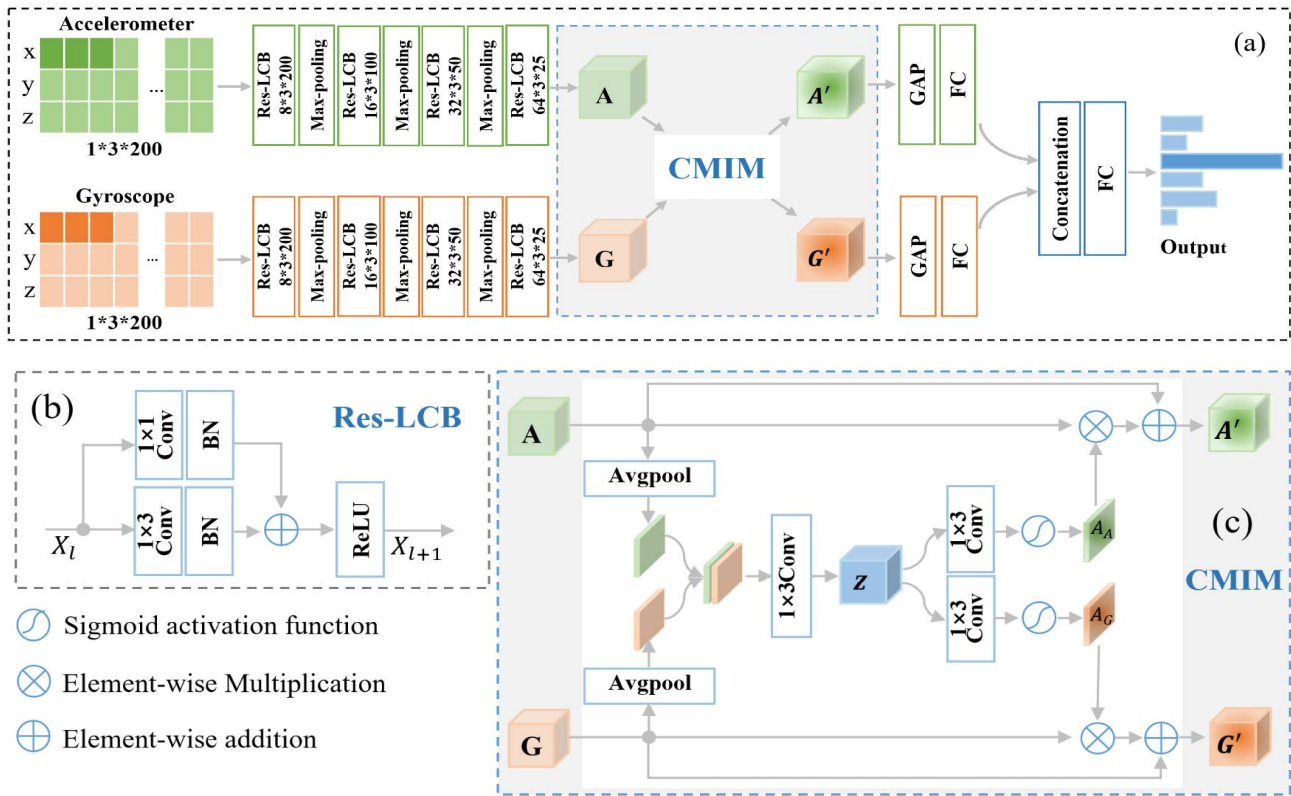 (a)
Accelerometer
x
y
z
...
1*3*200
Res-LCB
8*3*200
Max-pooling
Res-LCB
16*3*100
Max-pooling
Res-LCB
32*3*50
Max-pooling
Res-LCB
64*3*25
A
A′
GAP
FC
CMIM
Gyroscope
x
y
z
...
1*3*200
Res-LCB
8*3*200
Max-pooling
Res-LCB
16*3*100
Max-pooling
Res-LCB
32*3*50
Max-pooling
Res-LCB
64*3*25
G
G′
GAP
FC
Concatenation
FC
Output
(b)
Res-LCB
1×1
Conv
BN
1×3
Conv
BN
ReLU
X_l
X_{l+1}
Sigmoid activation function
Element-wise Multiplication
Element-wise addition
(c)
CMIM
A
A′
Avgpool
1×3Conv
Z
1×3
Conv
A_A
1×3
Conv
A_G
Avgpool
G
G′